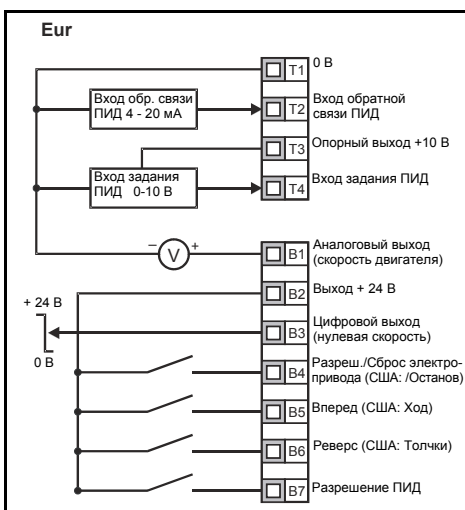 Eur
T1 0 В
Вход обр. связи
ПИД 4 - 20 мА
T2 Вход обратной
связи ПИД
T3 Опорный выход +10 В
Вход задания
ПИД 0-10 В
T4 Вход задания ПИД
– V +
B1 Аналоговый выход
(скорость двигателя)
B2 Выход + 24 В
+ 24 В
0 В
B3 Цифровой выход
(нулевая скорость)
B4 Разреш./Сброс электро-
привода (США: /Останов)
B5 Вперед (США: Ход)
B6 Реверс (США: Толчки)
B7 Разрешение ПИД